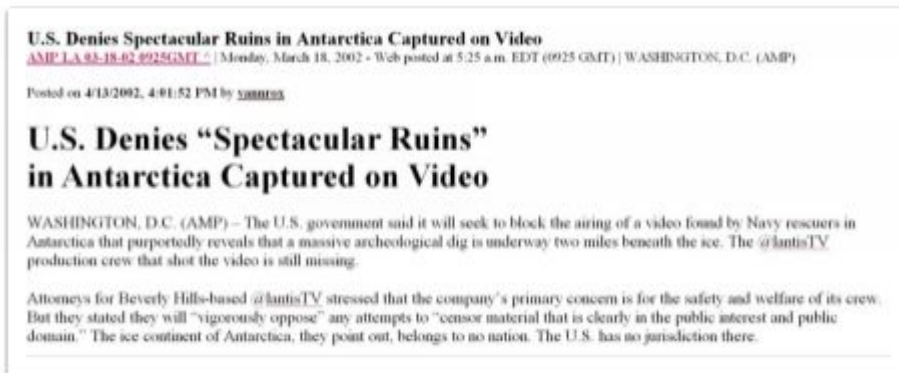 U.S. Denies Spectacular Ruins in Antarctica Captured on Video
AMP LA 03-18-02 0925GMT ^ | Monday, March 18, 2002 - Web posted at 5:25 a.m. EDT (0925 GMT) | WASHINGTON, D.C. (AMP)
Posted on 4/13/2002, 4:01:52 PM by vannrox
U.S. Denies “Spectacular Ruins”
in Antarctica Captured on Video
WASHINGTON, D.C. (AMP) – The U.S. government said it will seek to block the airing of a video found by Navy rescuers in
Antarctica that purportedly reveals that a massive archeological dig is underway two miles beneath the ice. The @lantisTV
production crew that shot the video is still missing.
Attorneys for Beverly Hills-based @lantisTV stressed that the company’s primary concern is for the safety and welfare of its crew.
But they stated they will “vigorously oppose” any attempts to “censor material that is clearly in the public interest and public
domain.” The ice continent of Antarctica, they point out, belongs to no nation. The U.S. has no jurisdiction there.